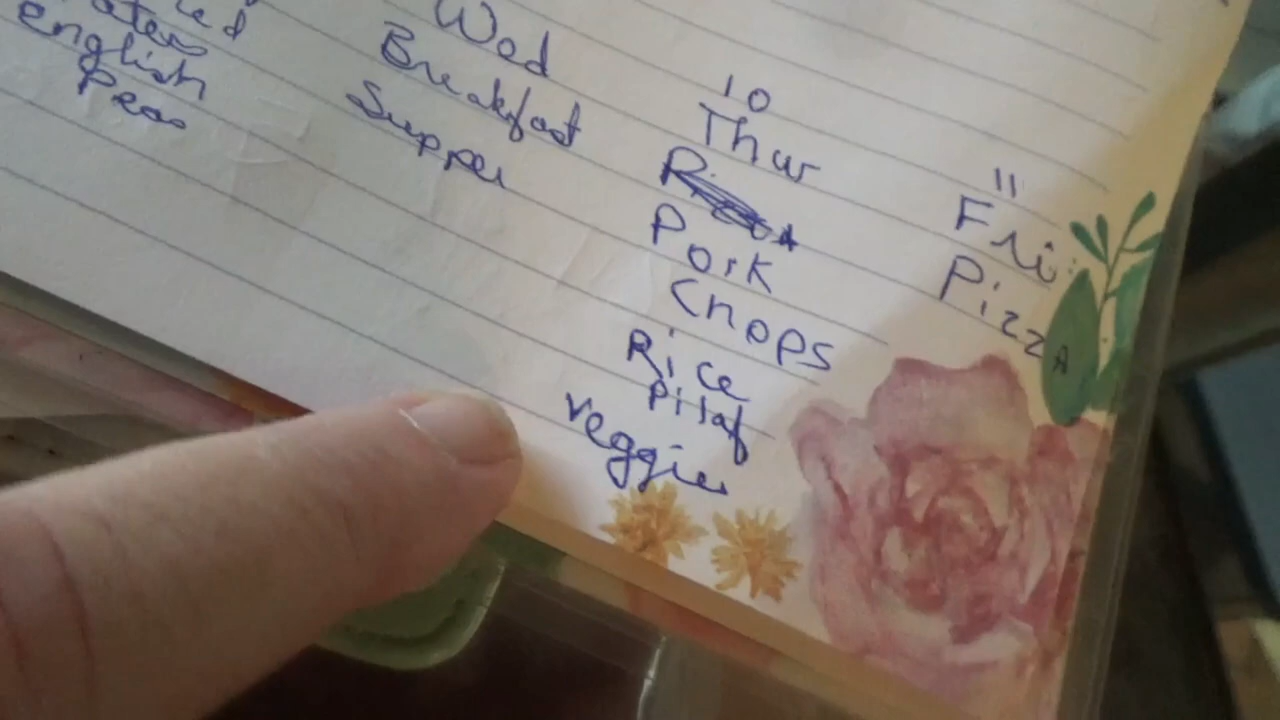 english
peas
Wed
Breakfast
Supper
10
Thur
Pork
Chops
Rice
Pilaf
veggie
11
Fri
Pizza